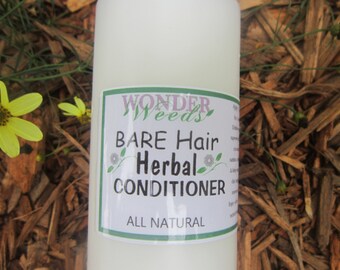 WONDER
Weeds
BARE Hair
Herbal
CONDITIONER
ALL NATURAL